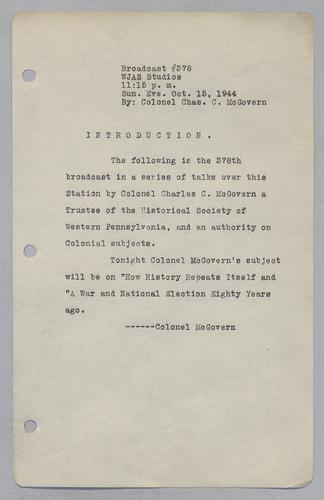 Broadcast #378
WJAS Studios
11:15 p. m.
Sun. Eve. Oct. 15, 1944
By: Colonel Chas. C. McGovern
I N T R O D U C T I O N .
The following is the 378th
broadcast in a series of talks over this
Station by Colonel Charles C. McGovern a
Trustee of the Historical Society of
Western Pennsylvania, and an authority on
Colonial subjects.
Tonight Colonel McGovern's subject
will be on "How History Repeats Itself and
"A War and National Election Eighty Years
ago.
------Colonel McGovern